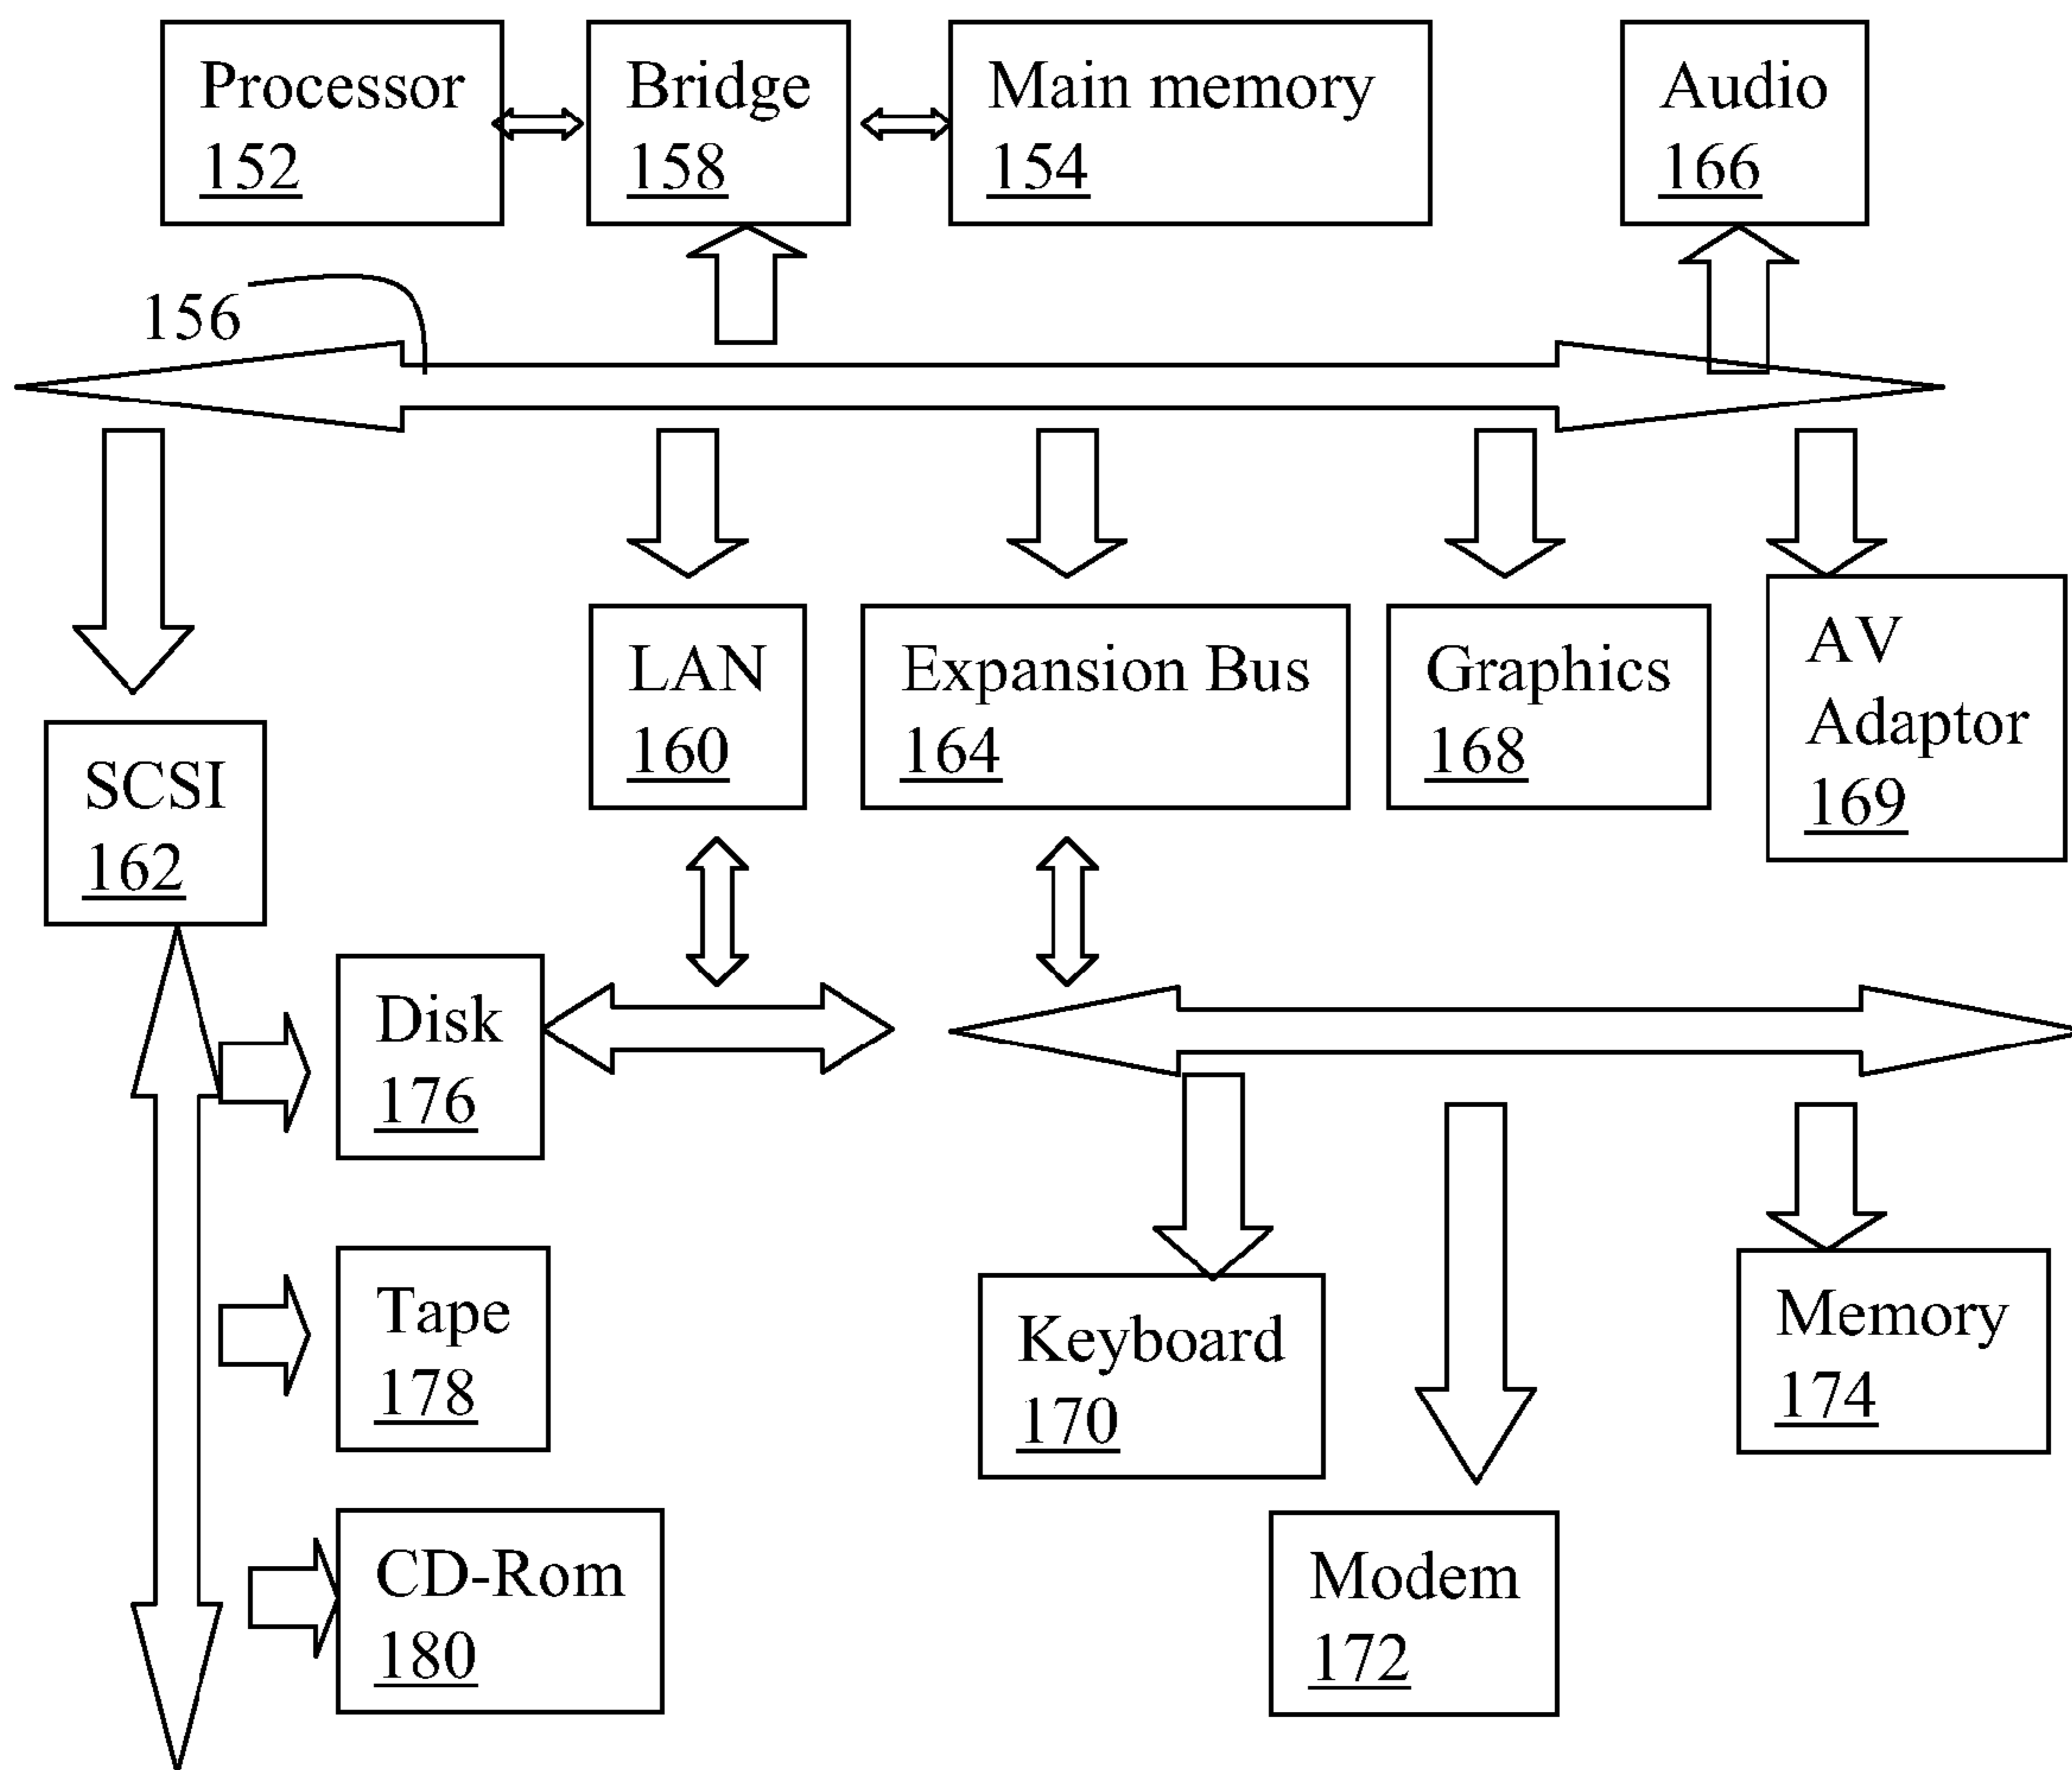 Processor
152
Bridge
158
Main memory
154
Audio
166
156
LAN
160
Expansion Bus
164
Graphics
168
AV
Adaptor
169
SCSI
162
Disk
176
Tape
178
Keyboard
170
Memory
174
CD-Rom
180
Modem
172